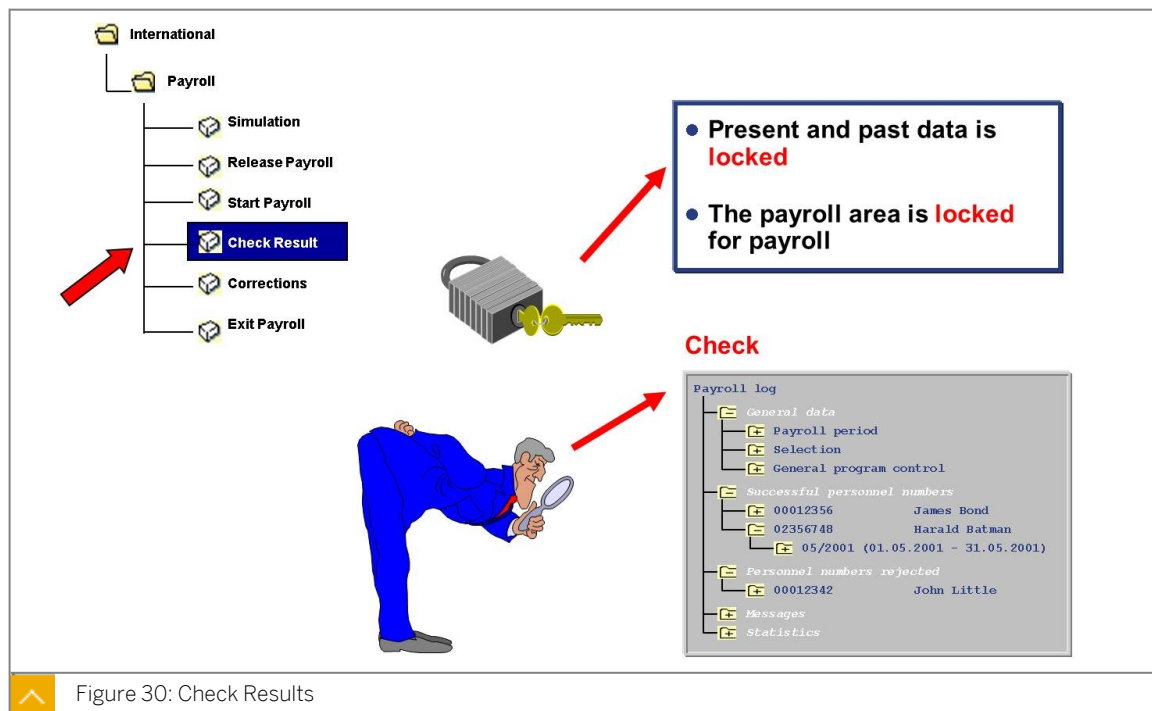 International
Payroll
Simulation
Release Payroll
Start Payroll
Check Result
Corrections
Exit Payroll
• Present and past data is
locked
• The payroll area is locked
for payroll
Check
Payroll log
General data
Payroll period
Selection
General program control
Successful personnel numbers
00012356 James Bond
02356748 Harald Batman
05/2001 (01.05.2001 - 31.05.2001)
Personnel numbers rejected
00012342 John Little
Messages
Statistics
Figure 30: Check Results